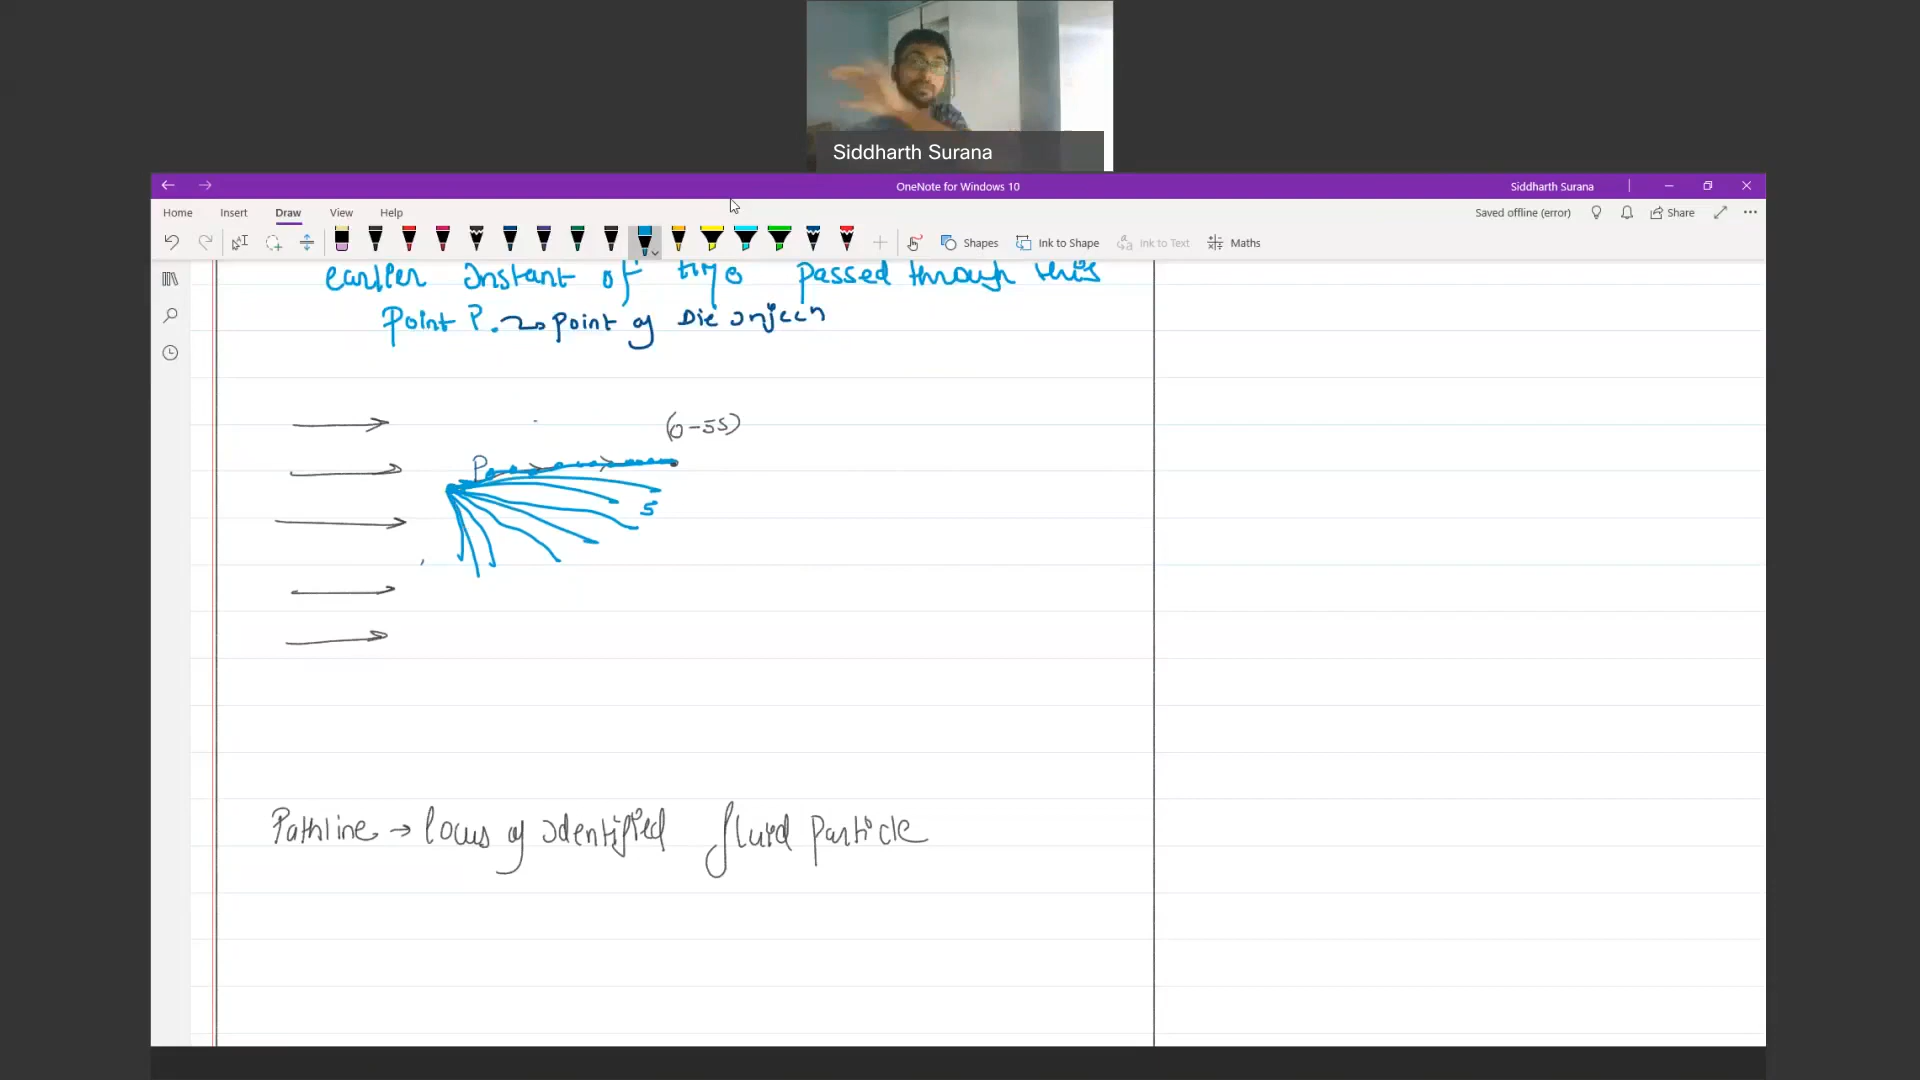 Siddharth Surana
OneNote for Windows 10
Siddharth Surana
Home Insert Draw View Help
Saved offline (error) Share
Shapes Ink to Shape Ink to Text Maths
earlier instant of time passed through this
Point P. point of Die injecn
(0-5s)
P
5
Pathline → locus of identified fluid particle